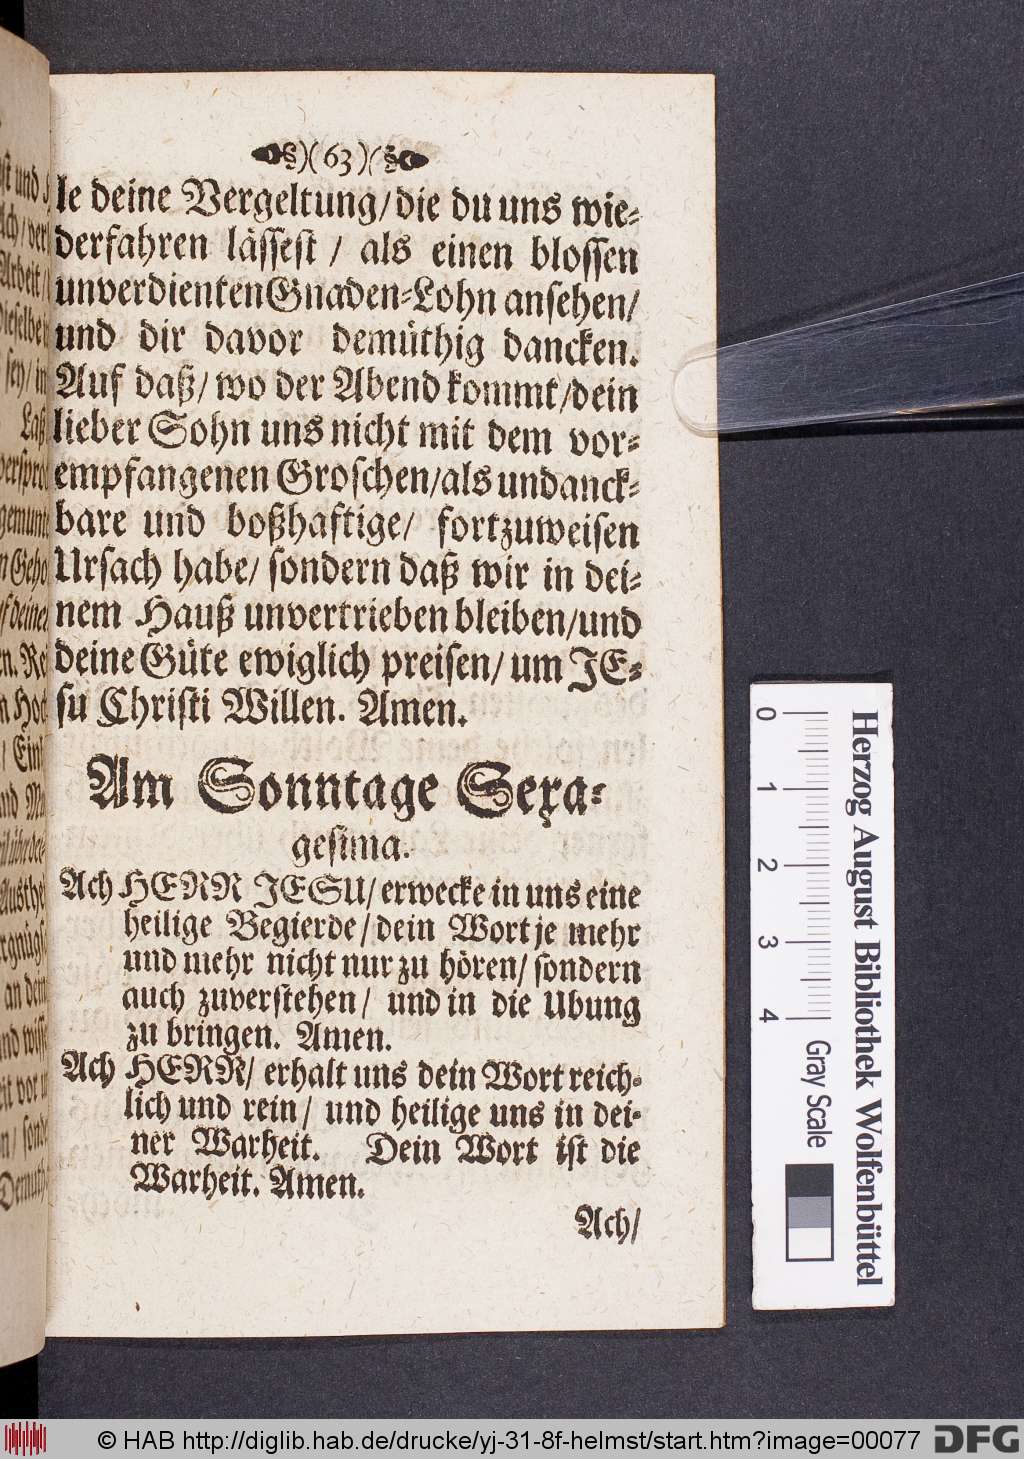 )( 63 )(
le deine Vergeltung/ die du uns wie-
derfahren lässest / als einen blossen
unverdienten Gnaden-Lohn ansehen/
und dir davor demüthig dancken.
Auf daß/ wo der Abend kommt/ dein
lieber Sohn uns nicht mit dem vor-
empfangenen Groschen/ als undanck-
bare und boßhaftige/ fortzuweisen
Ursach habe/ sondern daß wir in dei-
nem Hauß unvertrieben bleiben/ und
deine Güte ewiglich preisen/ um JE-
su Christi Willen. Amen.
Am Sonntage Sexa-
gesima.
Ach HERR JESU/ erwecke in uns eine
heilige Begierde/ dein Wort je mehr
und mehr nicht nur zu hören/ sondern
auch zuverstehen/ und in die Ubung
zu bringen. Amen.
Ach HERR/ erhalt uns dein Wort reich-
lich und rein/ und heilige uns in dei-
ner Warheit. Dein Wort ist die
Warheit. Amen.
Ach/
0 1 2 3 4 Gray Scale
Herzog August Bibliothek Wolfenbüttel
© HAB http://diglib.hab.de/drucke/yj-31-8f-helmst/start.htm?image=00077
DFG